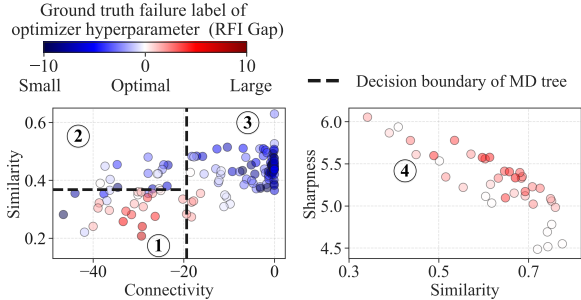 Ground truth failure label of
optimizer hyperparameter (RFI Gap)
−10 0 10
Small Optimal Large
Decision boundary of MD tree
0.6
0.4
0.2
Similarity
2
3
1
−40 −20 0
Connectivity
6.0
5.5
5.0
4.5
Sharpness
4
0.3 0.5 0.7
Similarity